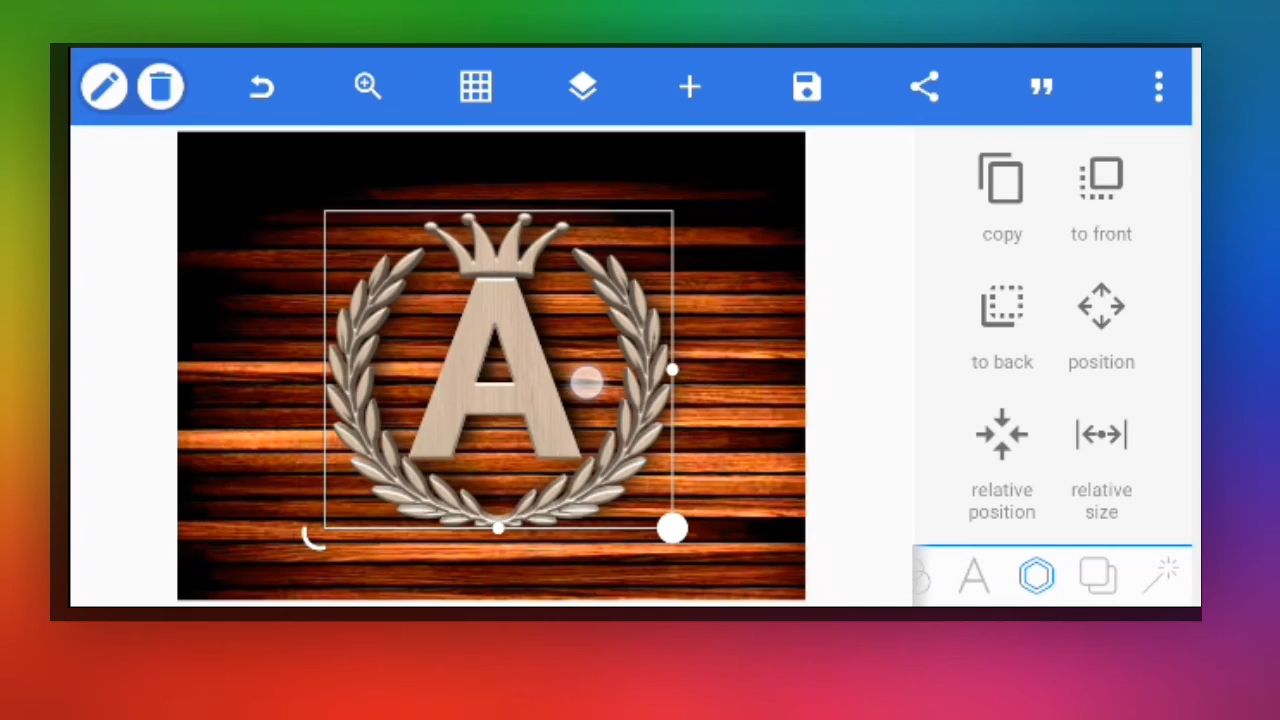 A
copy
to front
to back
position
relative
position
relative
size